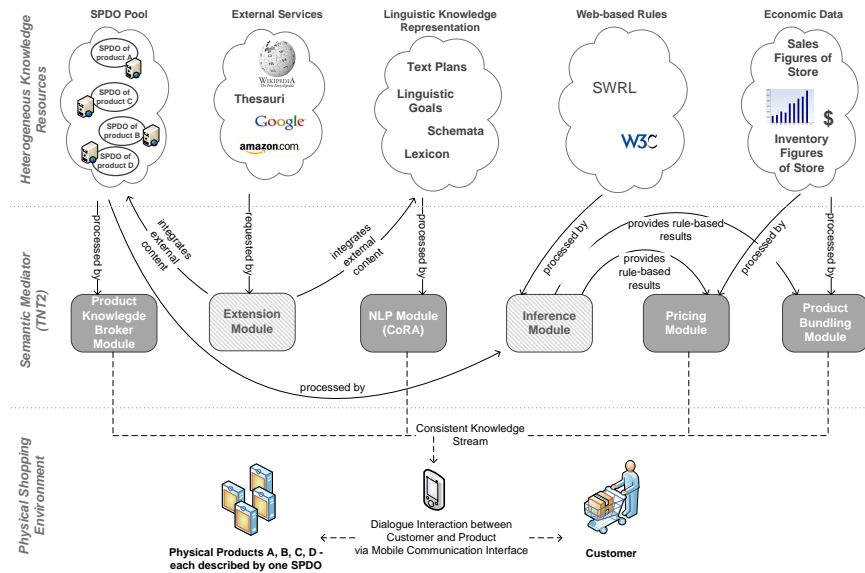 SPDO Pool
External Services
Linguistic Knowledge
Representation
Web-based Rules
Economic Data
Heterogeneous Knowledge
Resources
SPDO of
product A
SPDO of
product C
SPDO of
product B
SPDO of
product D
WIKIPEDIA
The Free Encyclopedia
Thesauri
Google
amazon.com.
Text Plans
Linguistic
Goals
Schemata
Lexicon
SWRL
W3C
Sales
Figures of
Store
$
Inventory
Figures
of Store
Semantic Mediator
(TNT2)
processed by
integrates
external
content
requested by
integrates
external
content
processed by
processed by
provides rule-based
results
provides
rule-based
results
processed by
processed by
Product
Knowlegde
Broker
Module
Extension
Module
NLP Module
(CoRA)
Inference
Module
Pricing
Module
Product
Bundling
Module
processed by
Physical Shopping
Environment
Consistent Knowledge
Stream
Dialogue Interaction between
Customer and Product
via Mobile Communication Interface
Physical Products A, B, C, D -
each described by one SPDO
Customer